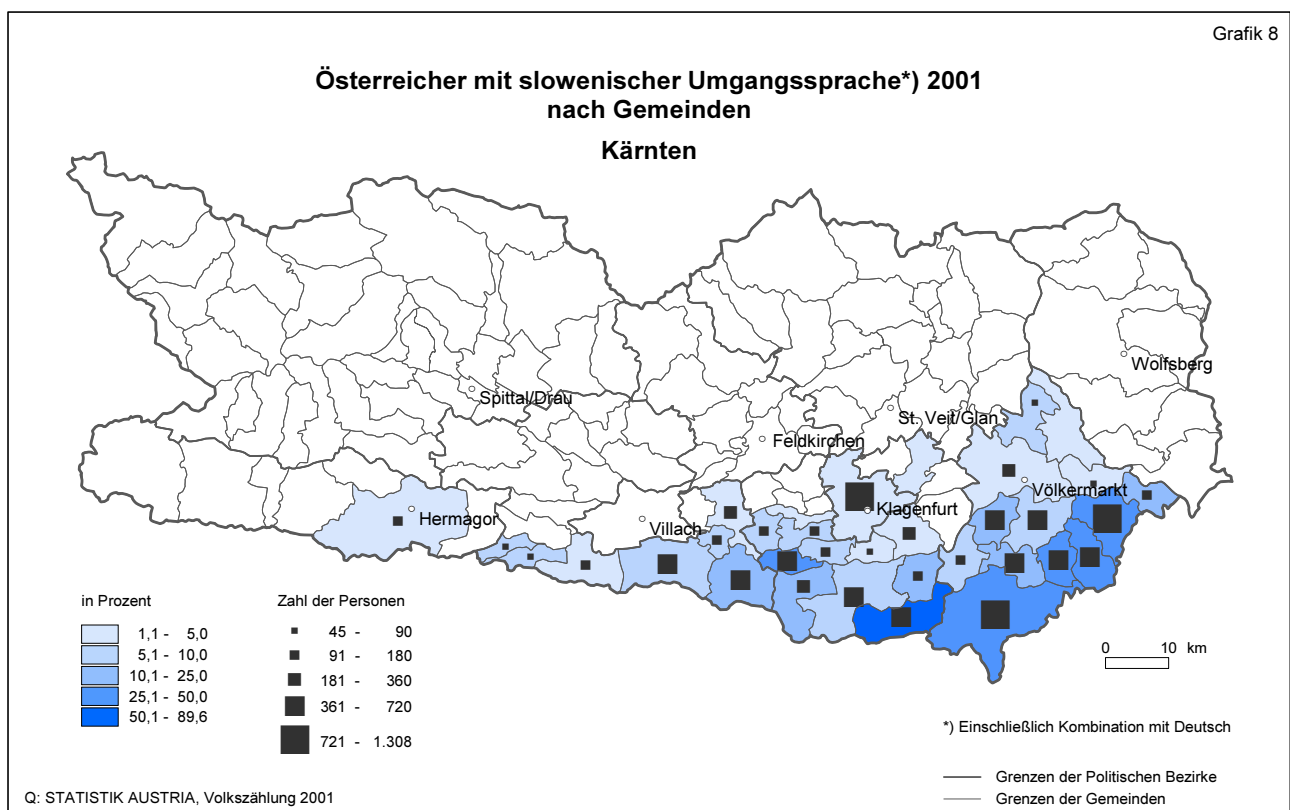 Grafik 8
Österreicher mit slowenischer Umgangssprache*) 2001
nach Gemeinden
Kärnten
Wolfsberg
Spittal/Drau
St. Veit/Glan
Feldkirchen
Völkermarkt
Klagenfurt
Hermagor
Villach
in Prozent
1,1 - 5,0
5,1 - 10,0
10,1 - 25,0
25,1 - 50,0
50,1 - 89,6
Zahl der Personen
45 - 90
91 - 180
181 - 360
361 - 720
721 - 1.308
0 10 km
*) Einschließlich Kombination mit Deutsch
Grenzen der Politischen Bezirke
Grenzen der Gemeinden
Q: STATISTIK AUSTRIA, Volkszählung 2001